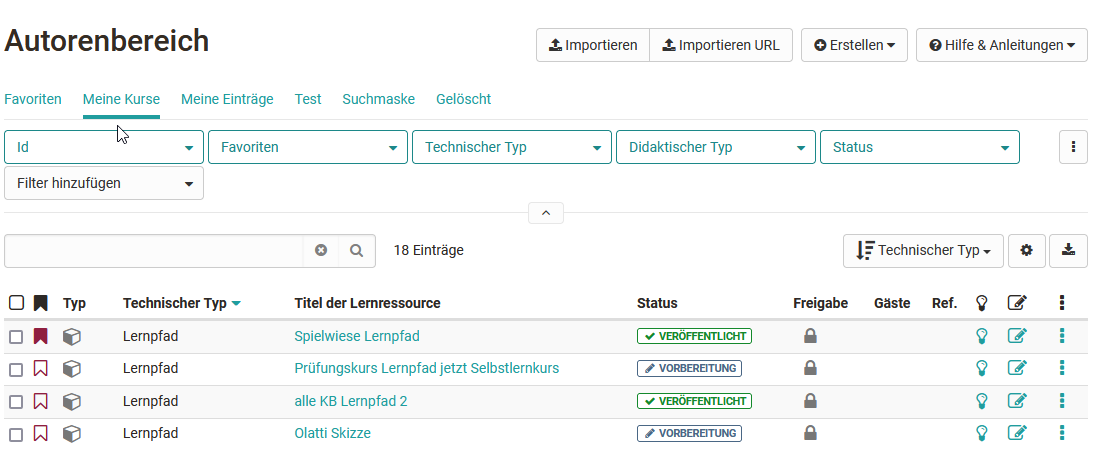 Autorenbereich
Importieren Importieren URL Erstellen Hilfe & Anleitungen
Favoriten Meine Kurse Meine Einträge Test Suchmaske Gelöscht
Id Favoriten Technischer Typ Didaktischer Typ Status
Filter hinzufügen
18 Einträge Technischer Typ
Typ Technischer Typ Titel der Lernressource Status Freigabe Gäste Ref.
Lernpfad Spielwiese Lernpfad VERÖFFENTLICHT
Lernpfad Prüfungskurs Lernpfad jetzt Selbstlernkurs VORBEREITUNG
Lernpfad alle KB Lernpfad 2 VERÖFFENTLICHT
Lernpfad Olatti Skizze VORBEREITUNG